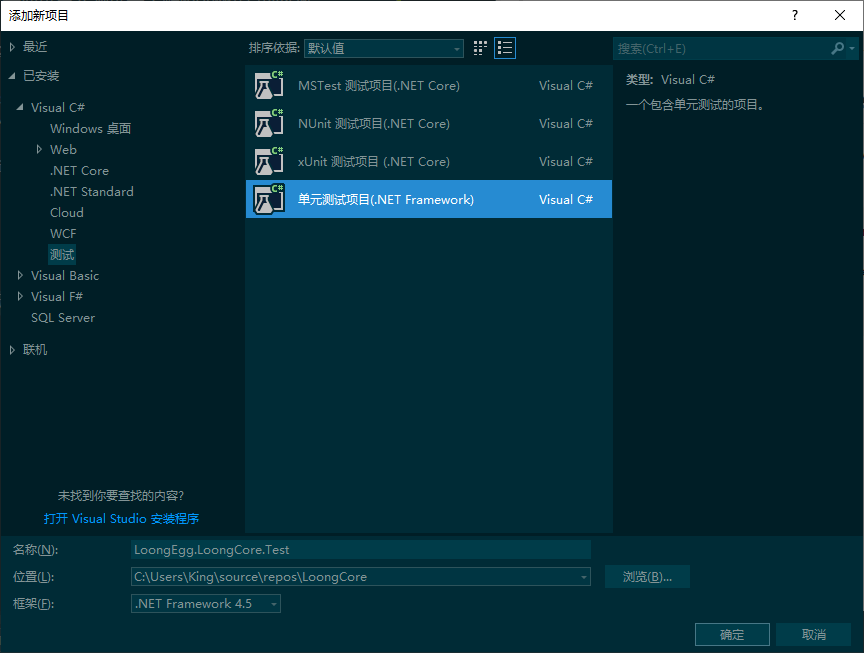 添加新项目
?
最近
已安装
Visual C#
Windows 桌面
Web
.NET Core
.NET Standard
Cloud
WCF
测试
Visual Basic
Visual F#
SQL Server
联机
未找到你要查找的内容?
打开 Visual Studio 安装程序
排序依据: 默认值
C# MSTest 测试项目(.NET Core) Visual C#
C# NUnit 测试项目(.NET Core) Visual C#
C# xUnit 测试项目 (.NET Core) Visual C#
C# 单元测试项目(.NET Framework) Visual C#
搜索(Ctrl+E)
类型: Visual C#
一个包含单元测试的项目。
名称(N): LoongEgg.LoongCore.Test
位置(L): C:\Users\King\source\repos\LoongCore 浏览(B)...
框架(F): .NET Framework 4.5
确定 取消